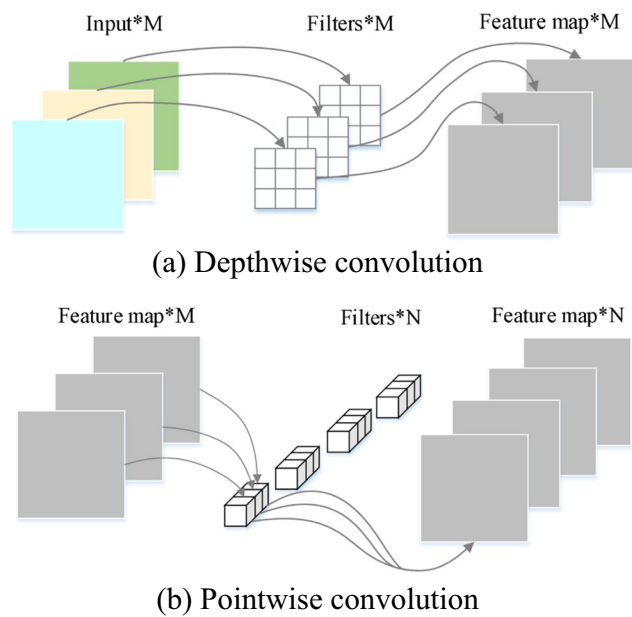 Input*M Filters*M Feature map*M
(a) Depthwise convolution
Feature map*M Filters*N Feature map*N
(b) Pointwise convolution